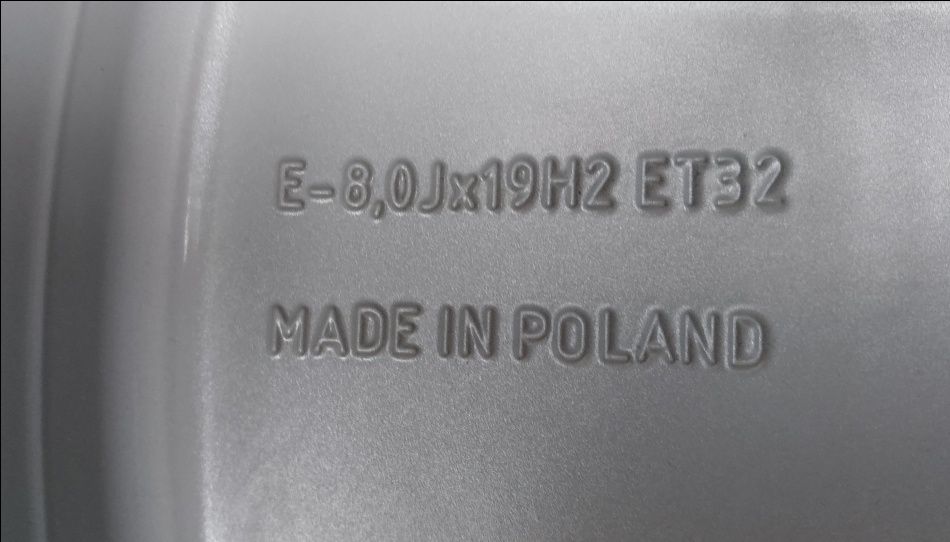 E-8,0Jx19H2 ET32
MADE IN POLAND